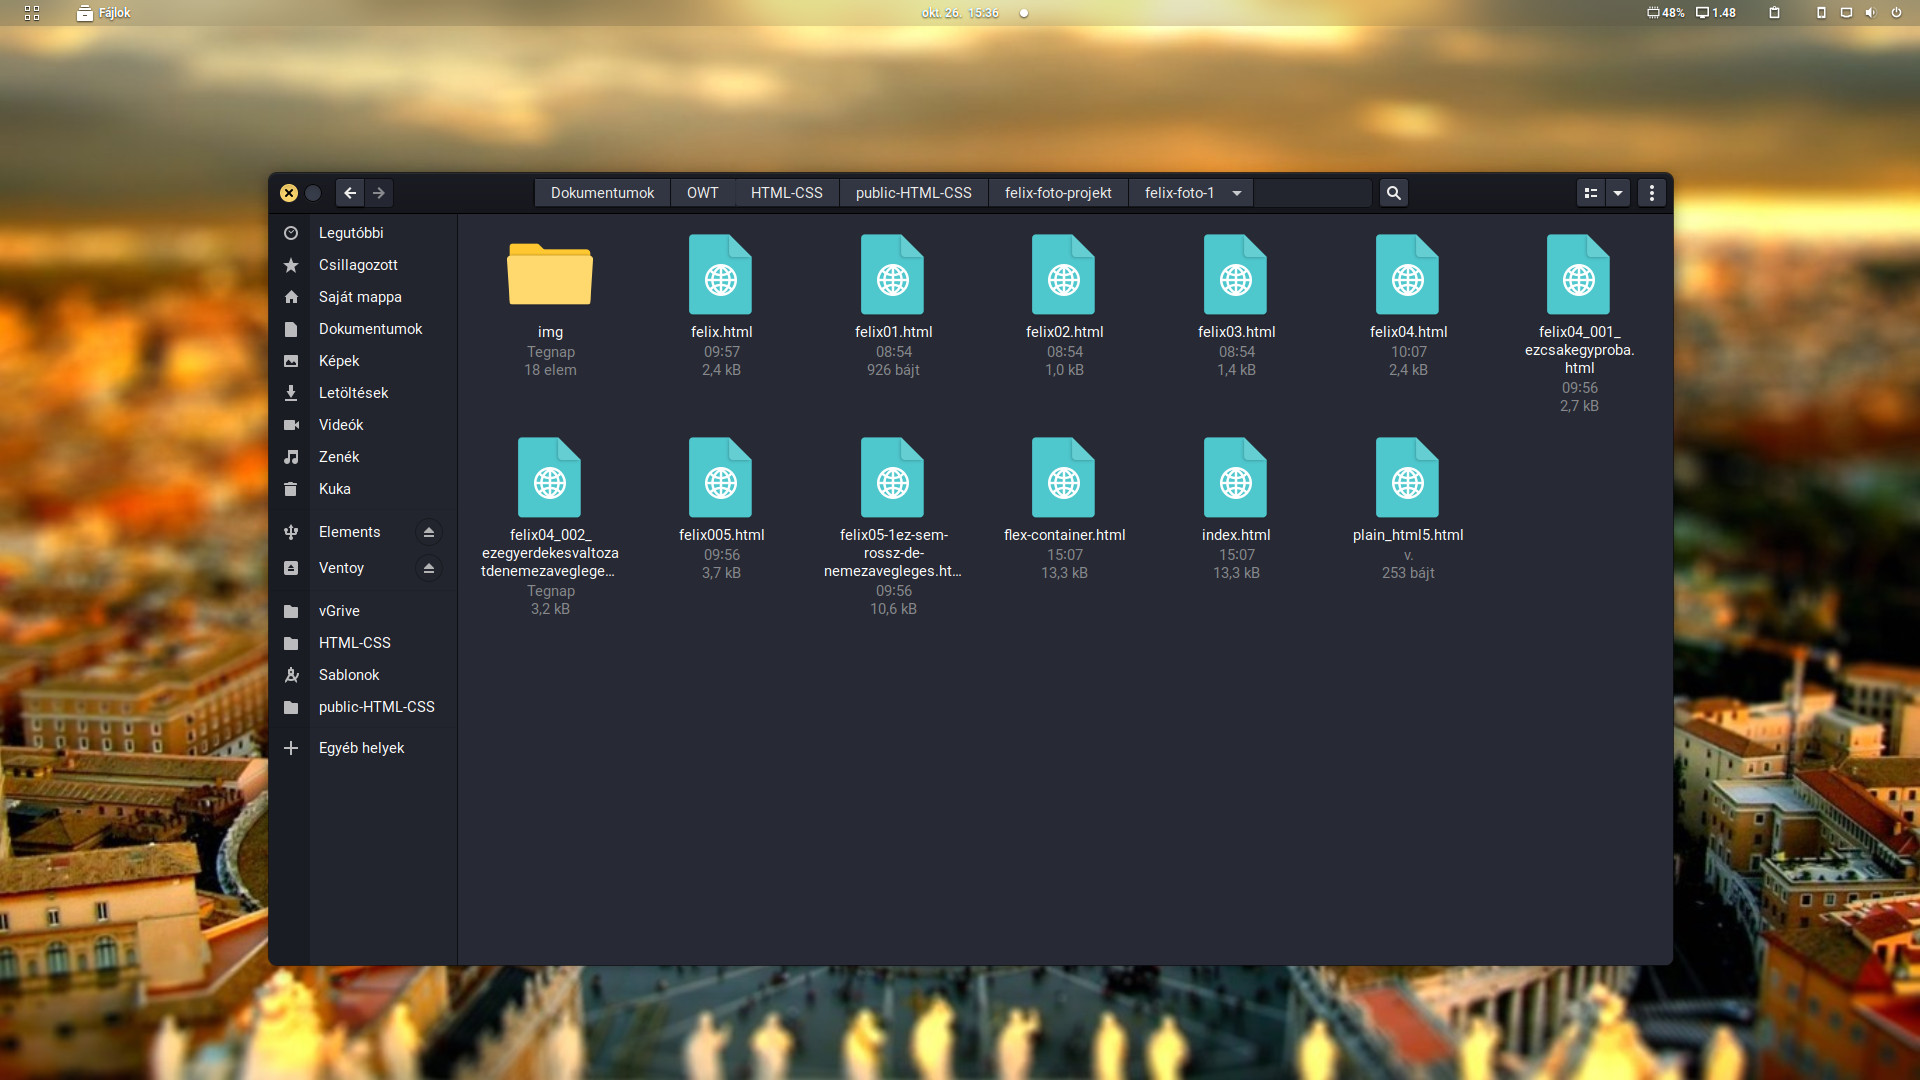 Fájlok
okt. 26. 15:36
48% 1.48
Dokumentumok OWT HTML-CSS public-HTML-CSS felix-foto-projekt felix-foto-1
Legutóbbi
Csillagozott
Saját mappa
Dokumentumok
Képek
Letöltések
Videók
Zenék
Kuka
Elements
Ventoy
vGrive
HTML-CSS
Sablonok
public-HTML-CSS
Egyéb helyek
img
Tegnap
18 elem
felix.html
09:57
2,4 kB
felix01.html
08:54
926 bájt
felix02.html
08:54
1,0 kB
felix03.html
08:54
1,4 kB
felix04.html
10:07
2,4 kB
felix04_001_
ezcsakegyproba.
html
09:56
2,7 kB
felix04_002_
ezegyerdekesvaltoza
tdenemezaveglege…
Tegnap
3,2 kB
felix005.html
09:56
3,7 kB
felix05-1ez-sem-
rossz-de-
nemezavegleges.ht…
09:56
10,6 kB
flex-container.html
15:07
13,3 kB
index.html
15:07
13,3 kB
plain_html5.html
v.
253 bájt